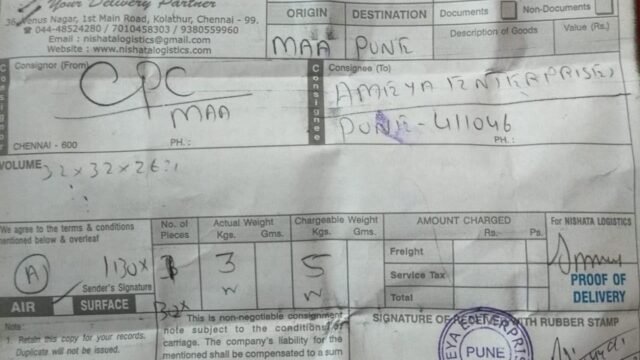 Your Delivery Partner
36, Venus Nagar, 1st Main Road, Kolathur, Chennai - 99.
☎ 044-48524280 / 7010458303 / 9380559960
Email : nishatalogistics@gmail.com
Website : www.nishatalogistics.com
ORIGIN DESTINATION
MAA PUNE
Documents Non-Documents
Description of Goods Value (Rs.)
Consignor
Consignor (From)
CPC
MAA
CHENNAI - 600 PH. :
Consignee
Consignee (To)
AMEYA ENTERPRISES
PUNE - 411046
PH. :
VOLUME 32 x 32 x 26
We agree to the terms & conditions
mentioned below & overleaf
A
1130x
Sender's Signature
AIR SURFACE
No. of Pieces
Actual Weight
Kgs. Gms.
3
Chargeable Weight
Kgs. Gms.
5
AMOUNT CHARGED
Rs. Ps.
Freight
Service Tax
Total
For NISHATA LOGISTICS
PROOF OF
DELIVERY
Note :
1. Retain this copy for your records.
Duplicate will not be issued.
This is non-negotiable consignment
note subject to the conditions of
carriage. The company's liability for
mentioned shall be compensated to a sum
SIGNATURE OF RECEIVER WITH RUBBER STAMP
PUNE